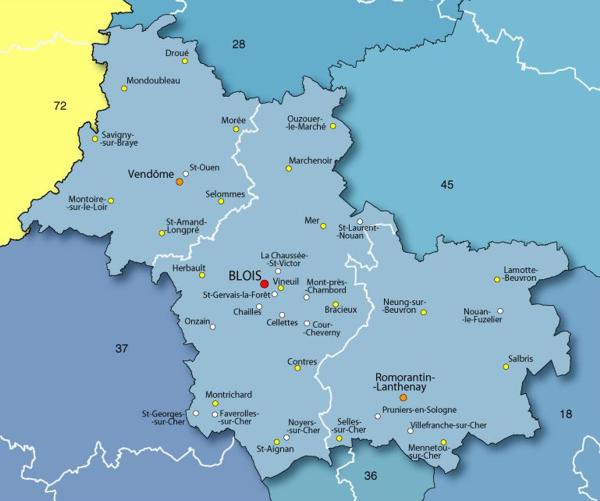 28
Droué
Mondoubleau
72
Morée
Ouzouer-
-le-Marché
Savigny-
-sur-Braye
Marchenoir
St-Ouen
Vendôme
45
Montoire-
-sur-le-Loir
Selommes
St-Amand-
Longpré
Mer
St-Laurent-
-Nouan
La Chaussée-
-St-Victor
Herbault
BLOIS
Vineuil
Mont-près-
-Chambord
Lamotte-
-Beuvron
St-Gervais-la-Forêt
Neung-sur-
-Beuvron
Bracieux
Chailles
Nouan-
-le-Fuzelier
Onzain
Cellettes
Cour-
-Cheverny
37
Contres
Salbris
Romorantin-
-Lanthenay
Montrichard
St-Georges-
-sur-Cher
Faverolles-
-sur-Cher
Pruniers-en-Sologne
18
Noyers-
-sur-Cher
Selles-
-sur-Cher
Villefranche-sur-Cher
St-Aignan
Mennetou-
-sur-Cher
36